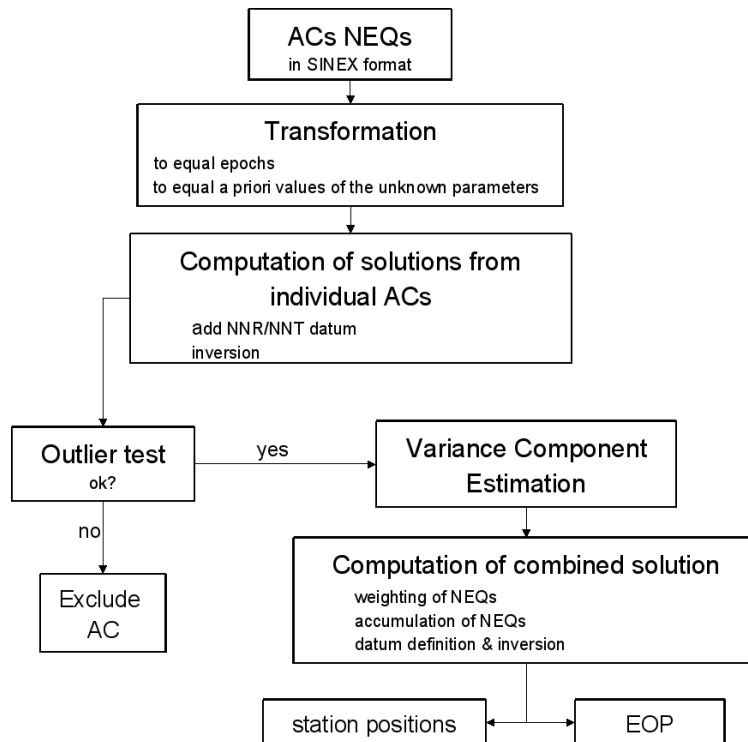 ACs NEQs
in SINEX format
Transformation
to equal epochs
to equal a priori values of the unknown parameters
Computation of solutions from
individual ACs
add NNR/NNT datum
inversion
Outlier test
ok?
yes
Variance Component
Estimation
no
Exclude
AC
Computation of combined solution
weighting of NEQs
accumulation of NEQs
datum definition & inversion
station positions
EOP